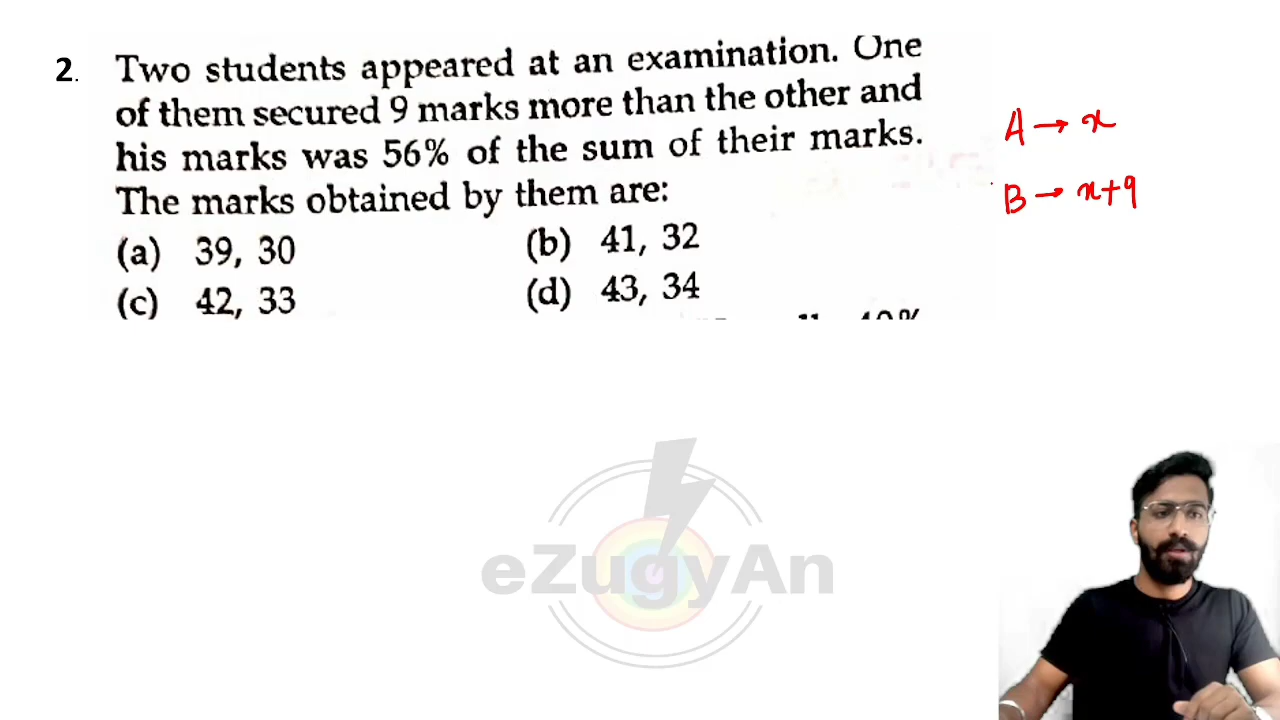 2. Two students appeared at an examination. One
of them secured 9 marks more than the other and
his marks was 56% of the sum of their marks.
The marks obtained by them are:
(a) 39, 30 (b) 41, 32
(c) 42, 33 (d) 43, 34
A → x
B → x+9
eZugyAn